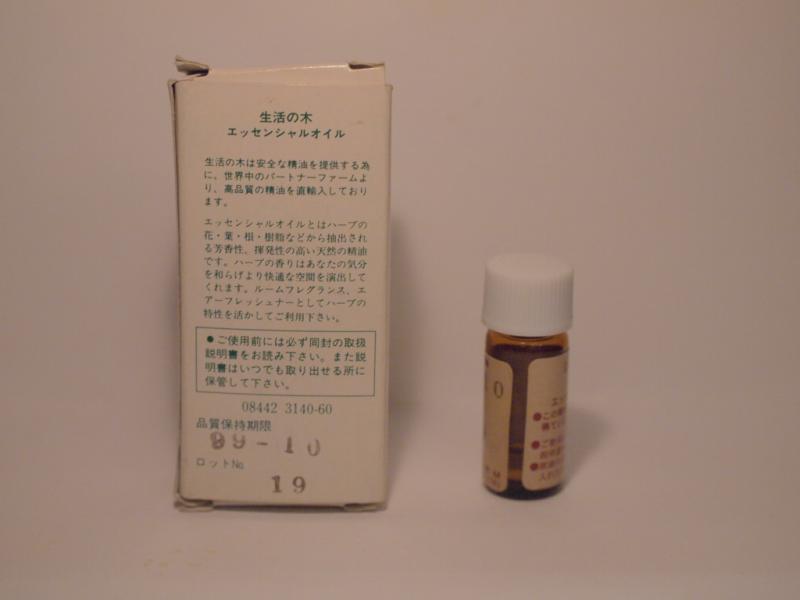 生活の木
エッセンシャルオイル
生活の木は安全な精油を提供する為
に、世界中のパートナーファームよ
り、高品質の精油を直輸入しており
ます。
エッセンシャルオイルとはハーブの
花・葉・根・樹脂などから抽出され
る芳香性、揮発性の高い天然の精油
です。ハーブの香りはあなたの気分
を和らげより快適な空間を演出して
くれます。ルームフレグランス、エ
アーフレッシュナーとしてハーブの
特性を活かしてご利用下さい。
●ご使用前には必ず同封の取扱
説明書をお読み下さい。また説
明書はいつでも取り出せる所に
保管して下さい。
08442 3140-60
品質保持期限
99-10
ロット№
19
0
エッ
●この
●ご使
●
入れ